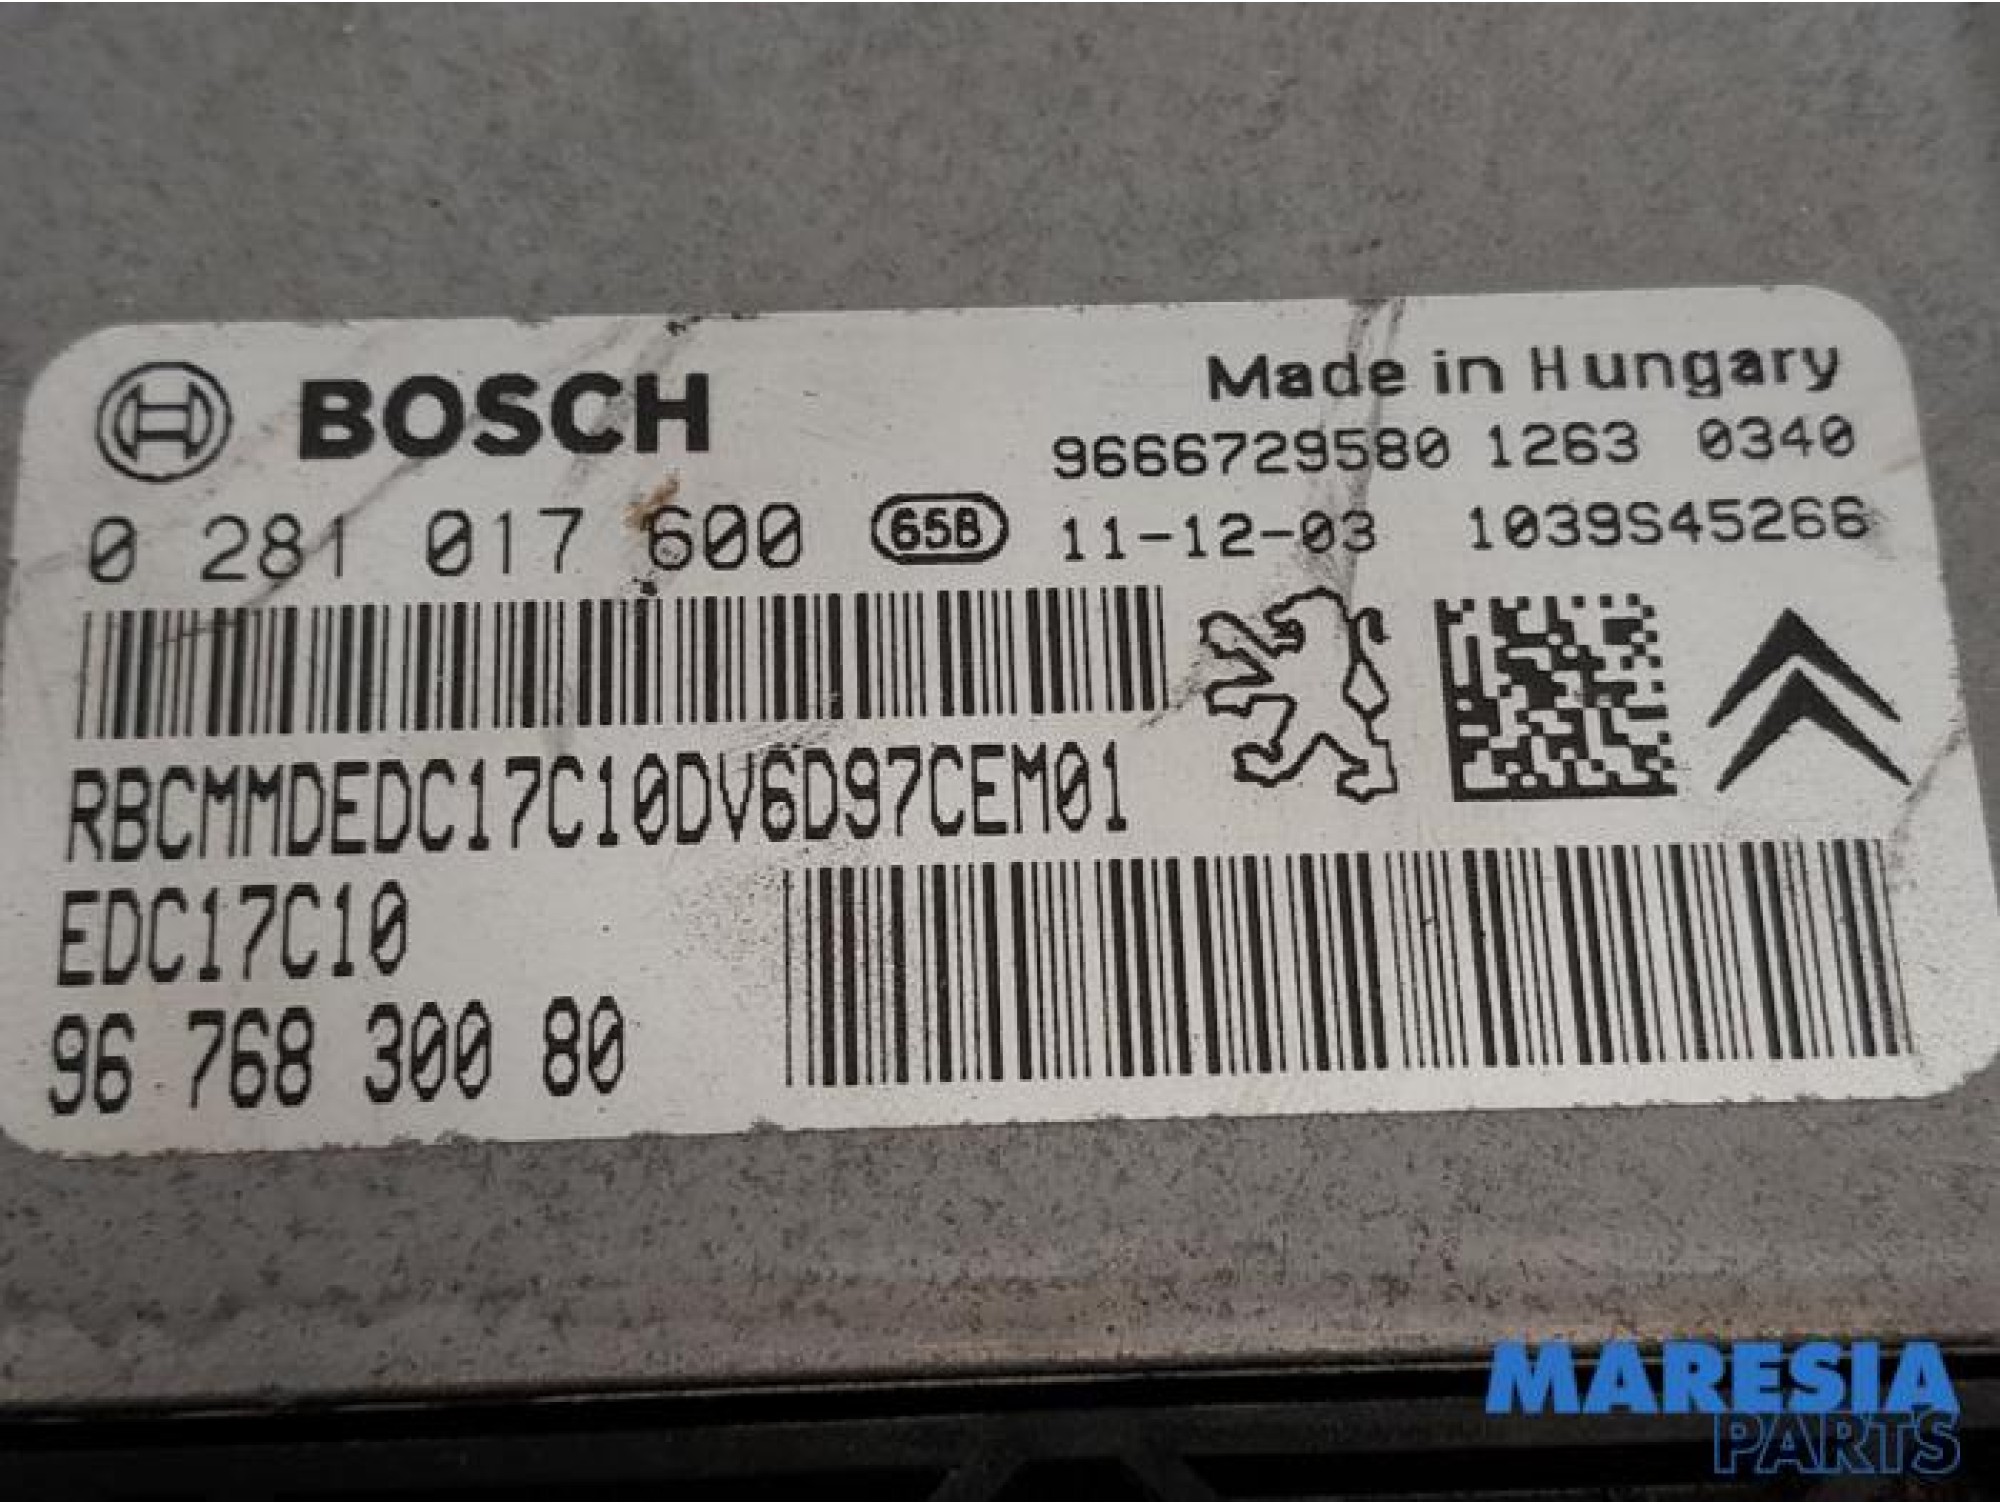 BOSCH
Made in Hungary
9666729580 1263 0340
0 281 017 600 65B 11-12-03 1039S45266
RBCMMDEDC17C10DV6D97CEM01
EDC17C10
96 768 300 80
MARESIA
PARTS